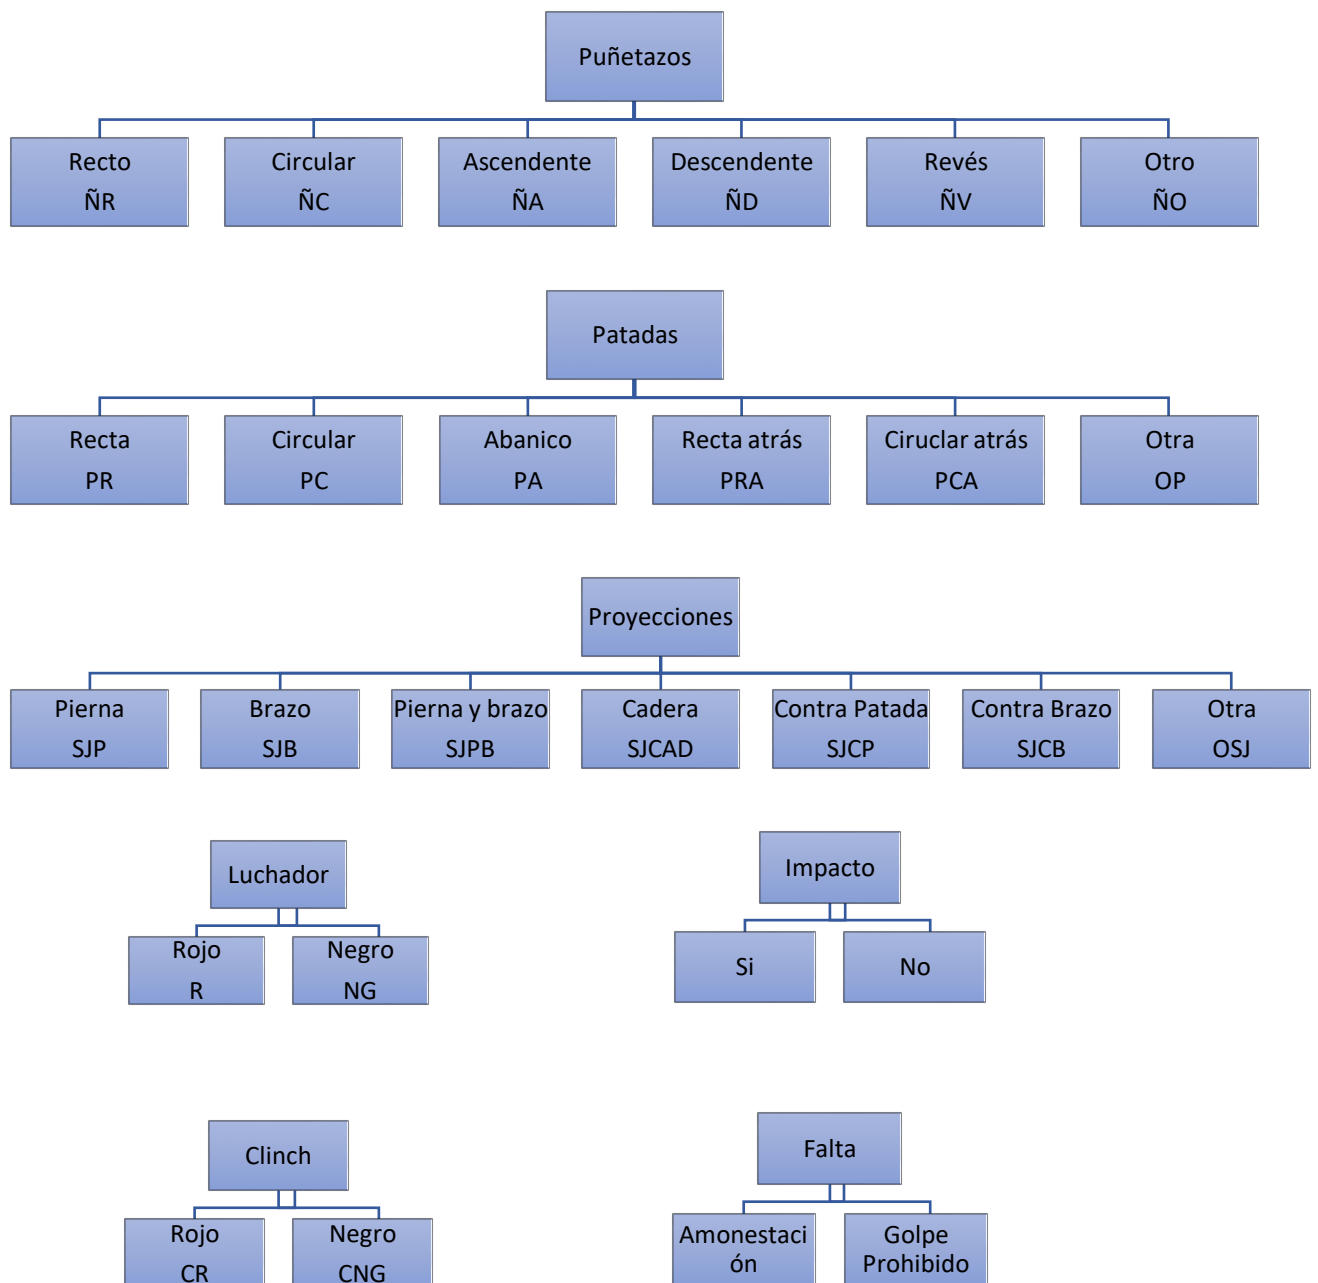 Puñetazos
Recto Circular Ascendente Descendente Revés Otro
ÑR ÑC ÑA ÑD ÑV ÑO
Patadas
Recta Circular Abanico Recta atrás Ciruclar atrás Otra
PR PC PA PRA PCA OP
Proyecciones
Pierna Brazo Pierna y brazo Cadera Contra Patada Contra Brazo Otra
SJP SJB SJPB SJCAD SJCP SJCB OSJ
Luchador
Rojo Negro
R NG
Impacto
Si No
Clinch
Rojo Negro
CR CNG
Falta
Amonestaci
ón
Golpe
Prohibido